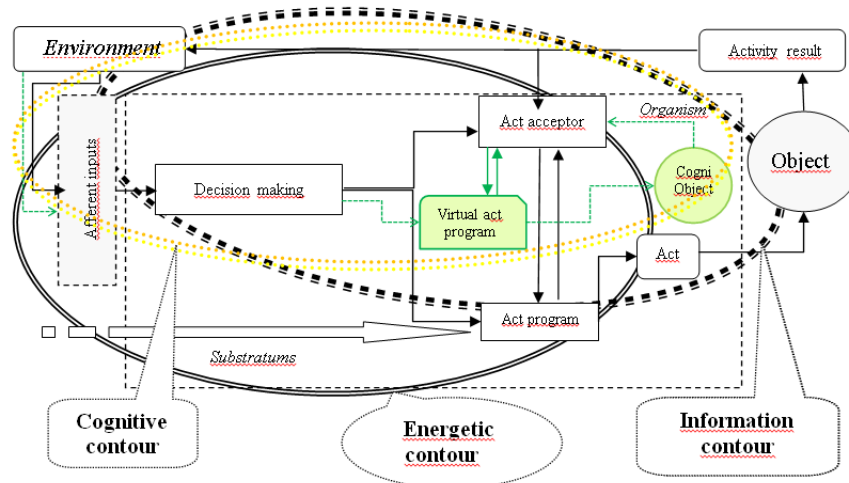 Environment
Activity result
Act acceptor
Organism
Object
Afferent inputs
Decision making
Cogni
Object
Virtual act
program
Act
Act program
Substratums
Cognitive
contour
Energetic
contour
Information
contour